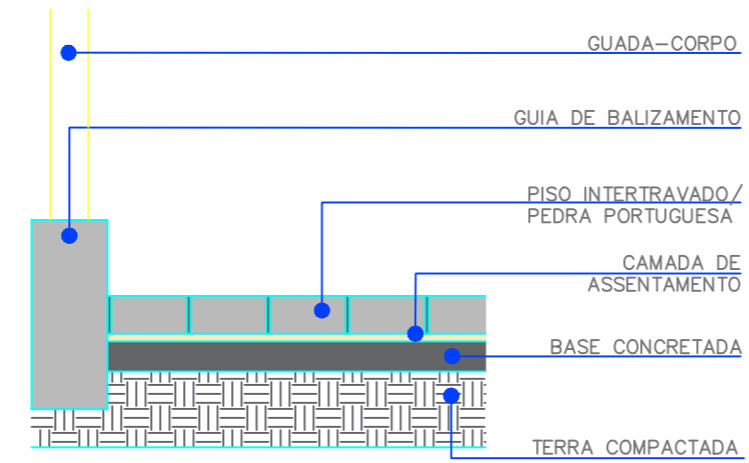 GUADA-CORPO
GUIA DE BALIZAMENTO
PISO INTERTRAVADO/
PEDRA PORTUGUESA
CAMADA DE
ASSENTAMENTO
BASE CONCRETADA
TERRA COMPACTADA